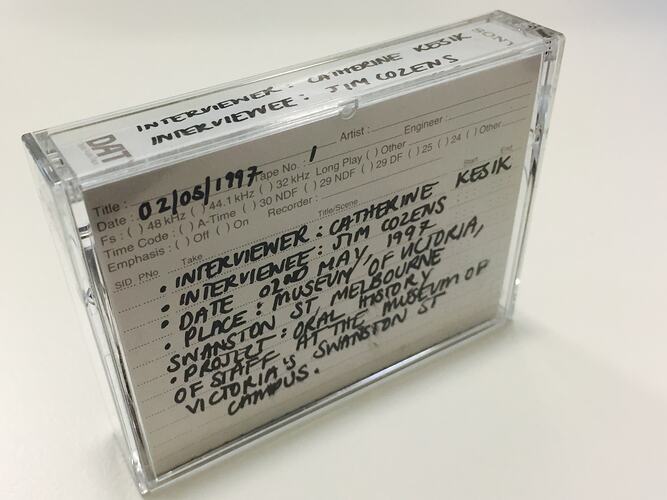 INTERVIEWER : CATHERINE KESIK
INTERVIEWEE : JIM COZENS
SONY
DAT
Title :
Date : 02/05/1997 Tape No. : 1 Artist : Engineer :
Fs : ( ) 48 kHz ( ) 44.1 kHz ( ) 32 kHz Long Play ( ) Other
Time Code : ( ) A-Time ( ) 30 NDF ( ) 29 NDF ( ) 29 DF ( ) 25 ( ) 24 ( ) Other
Emphasis : ( ) Off ( ) On Recorder :
SID PNo Take Title/Scene Start End
• INTERVIEWER : CATHERINE KESIK
• INTERVIEWEE : JIM COZENS
• DATE 02ND MAY, 1997
• PLACE : MUSEUM OF VICTORIA,
SWANSTON ST, MELBOURNE
• PROJECT : ORAL HISTORY
OF STAFF AT THE MUSEUM OF
VICTORIA'S SWANSTON ST
CAMPUS.